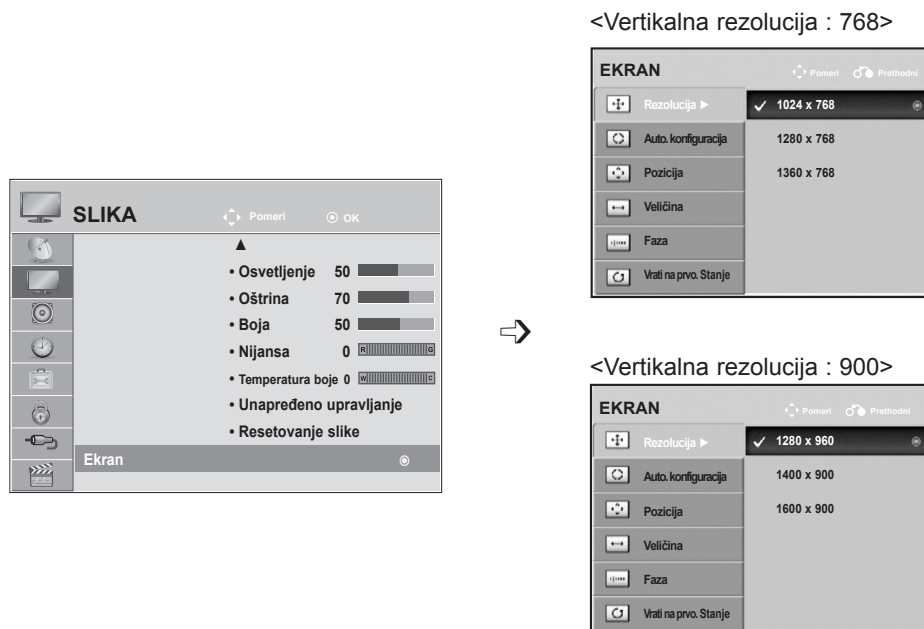 <Vertikalna rezolucija : 768>
EKRAN Pomeri Prethodni
Rezolucija ► ✓ 1024 x 768
Auto. konfiguracija 1280 x 768
Pozicija 1360 x 768
Veličina
Faza
Vrati na prvo. Stanje
SLIKA Pomeri OK
▲
• Osvetljenje 50
• Oštrina 70
• Boja 50
• Nijansa 0 R G
• Temperatura boje 0 W C
• Unapređeno upravljanje
• Resetovanje slike
Ekran
<Vertikalna rezolucija : 900>
EKRAN Pomeri Prethodni
Rezolucija ► ✓ 1280 x 960
Auto. konfiguracija 1400 x 900
Pozicija 1600 x 900
Veličina
Faza
Vrati na prvo. Stanje